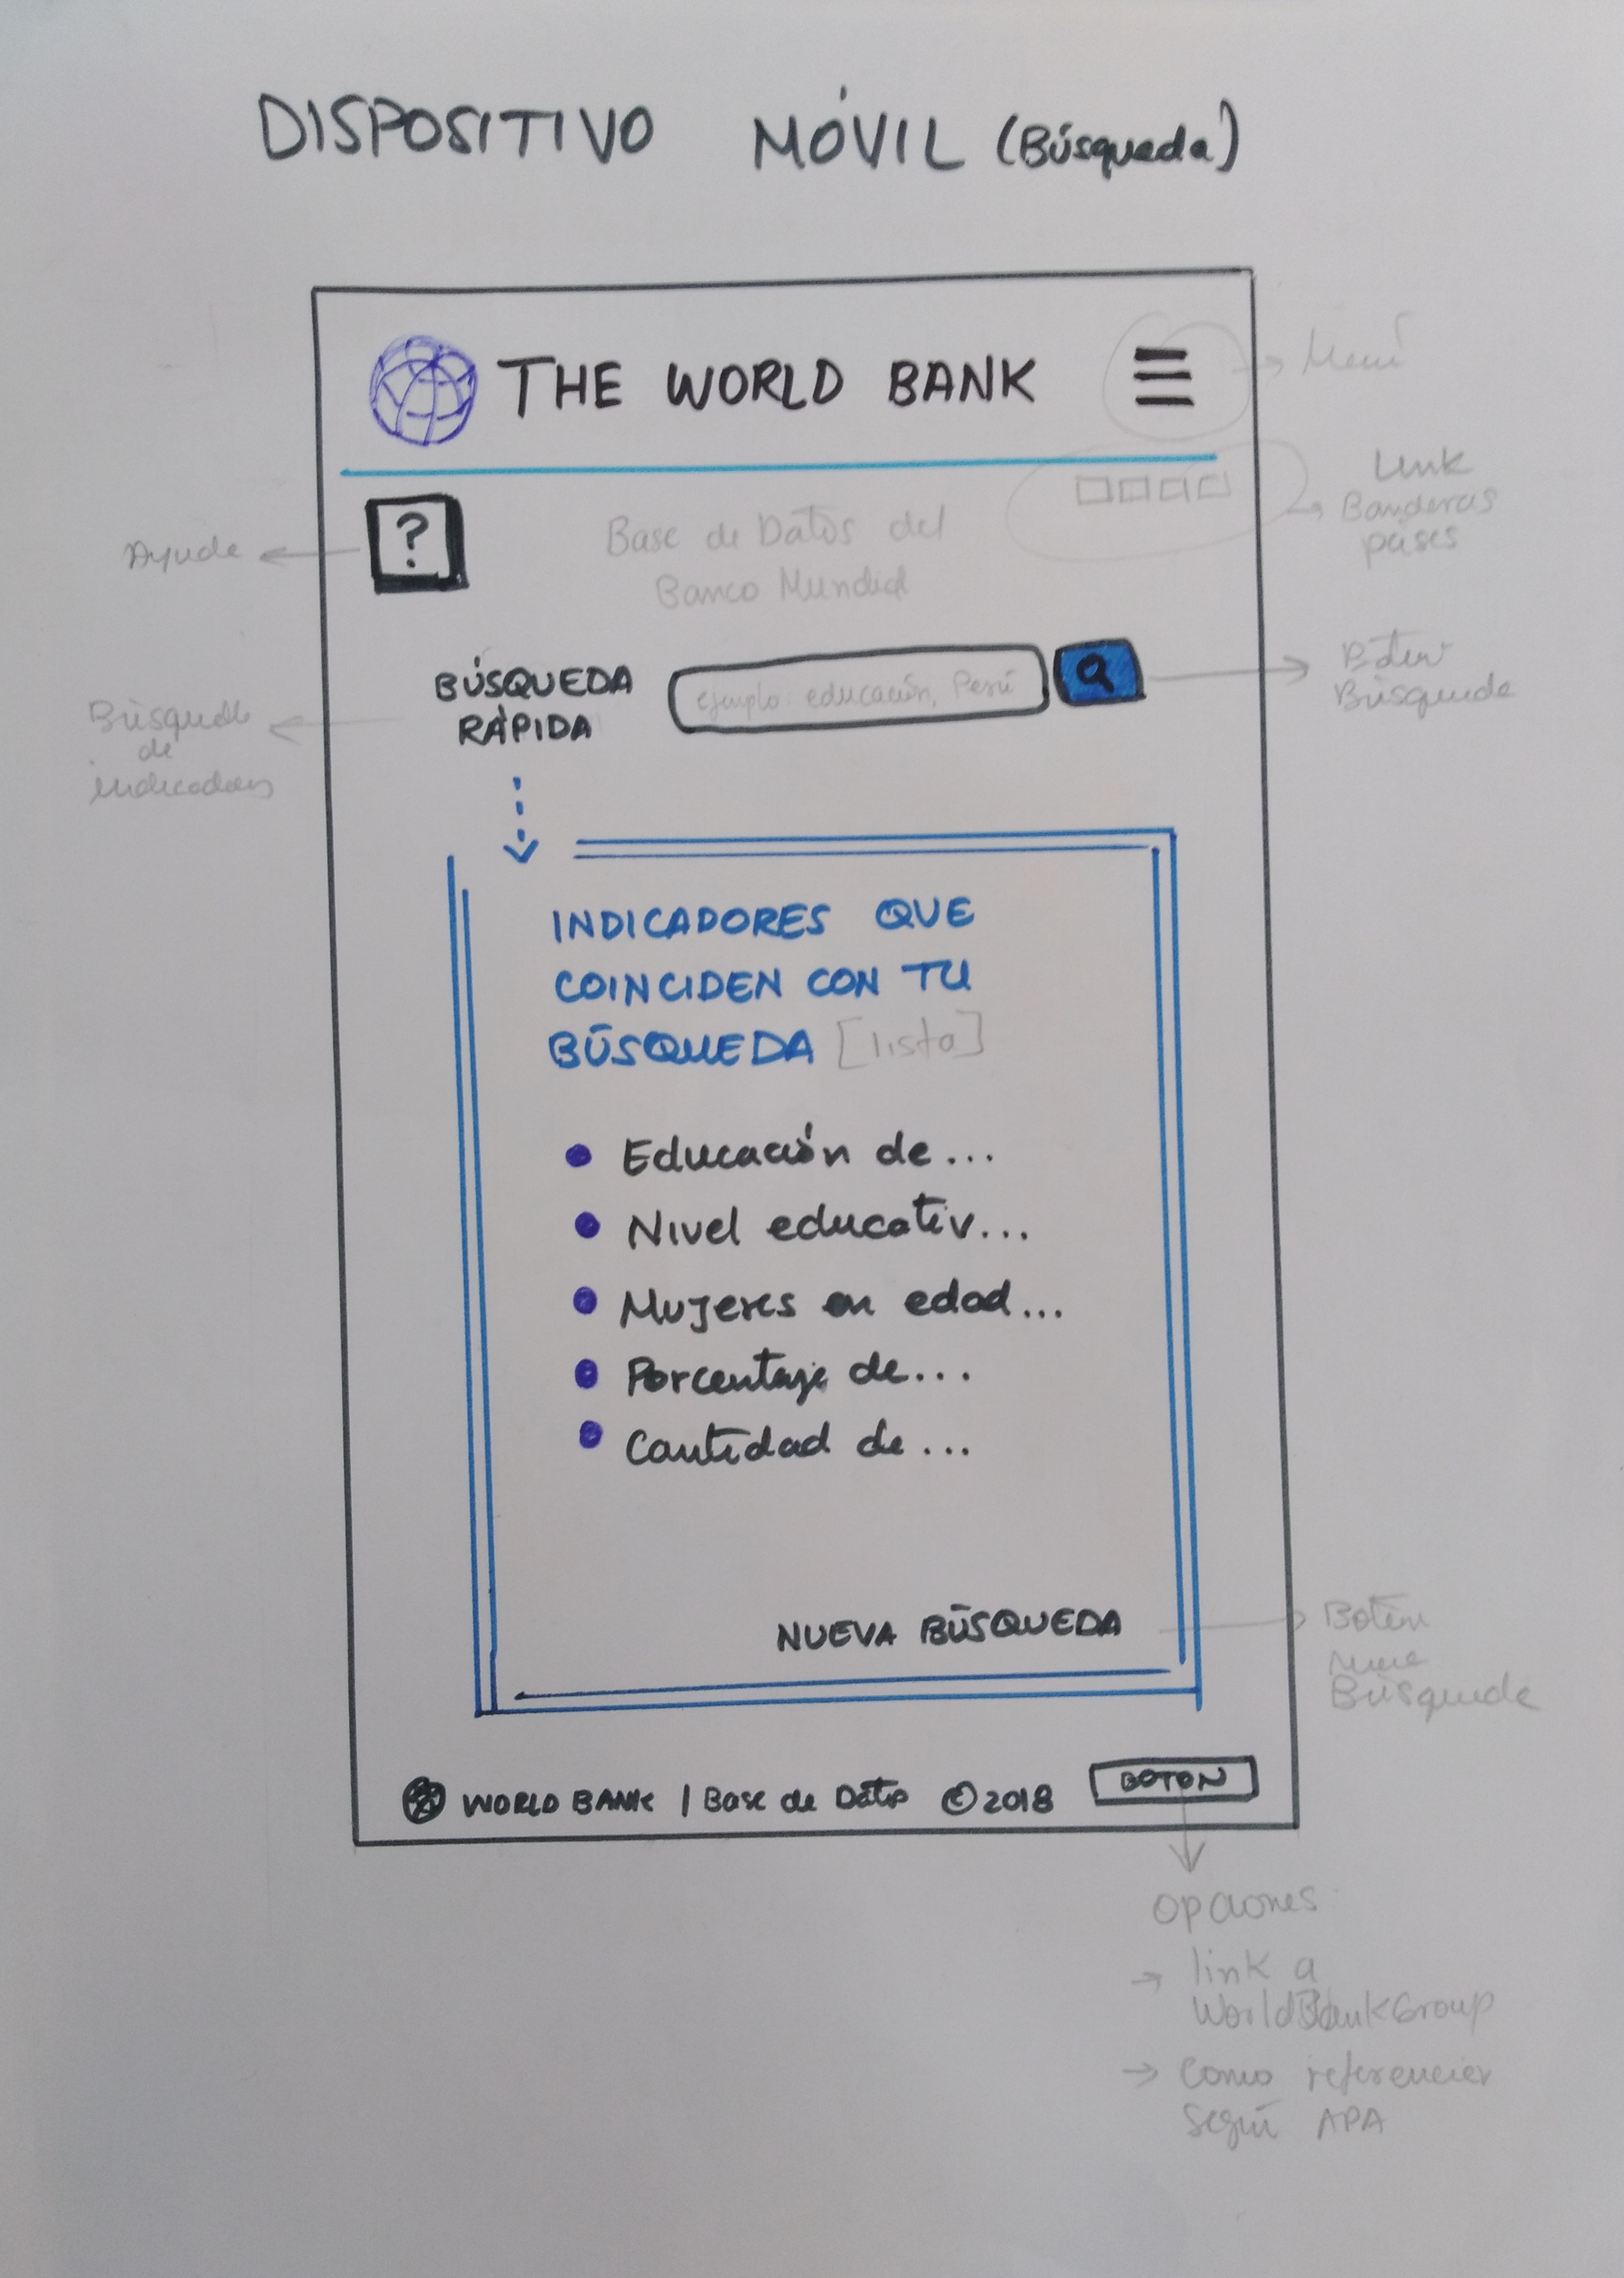 DISPOSITIVO MÓVIL (Búsqueda)
THE WORLD BANK
Menú
Link
Banderas
países
?
Ayuda
Base de Datos del
Banco Mundial
BÚSQUEDA
RÁPIDA
ejemplo: educación, Perú
Botón
Búsqueda
Búsqueda
de
indicadores
INDICADORES QUE
COINCIDEN CON TU
BÚSQUEDA [lista]
Educación de...
Nivel educativ...
Mujeres en edad...
Porcentaje de...
Cantidad de...
NUEVA BÚSQUEDA
Botón
nueva
Búsqueda
WORLD BANK | Base de Datos © 2018
BOTON
Opciones
→ link a
WorldBankGroup
→ Como referenciar
según APA